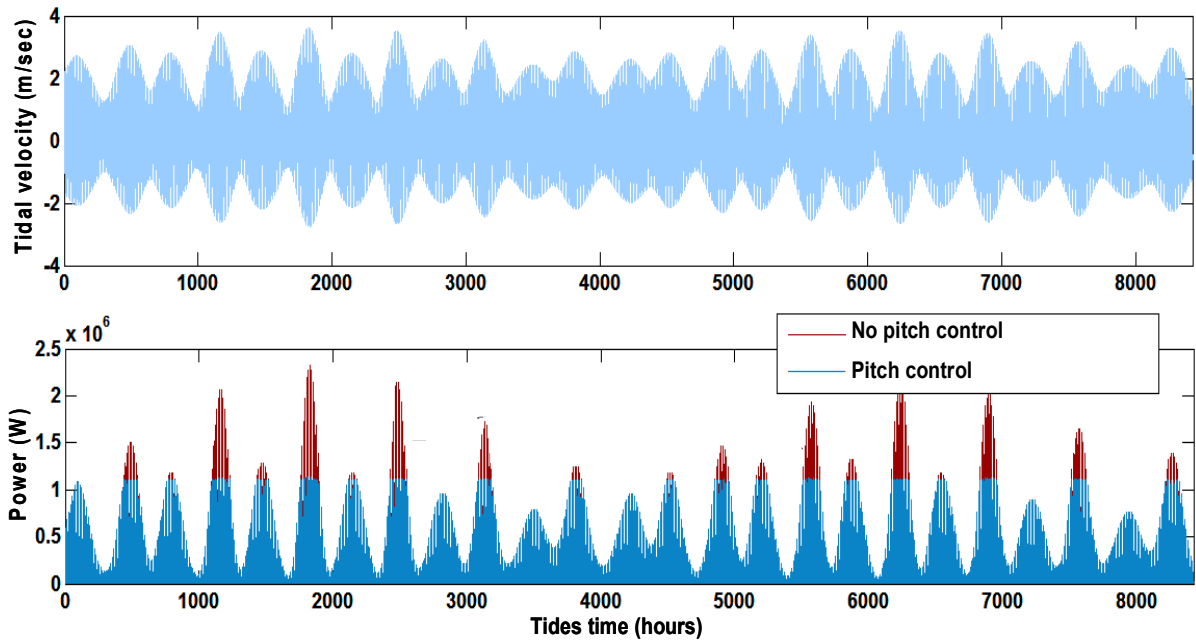 Tidal velocity (m/sec)
4
2
0
-2
-4
0 1000 2000 3000 4000 5000 6000 7000 8000
x 10^6
No pitch control
Pitch control
Power (W)
2.5
2
1.5
1
0.5
0
0 1000 2000 3000 4000 5000 6000 7000 8000
Tides time (hours)